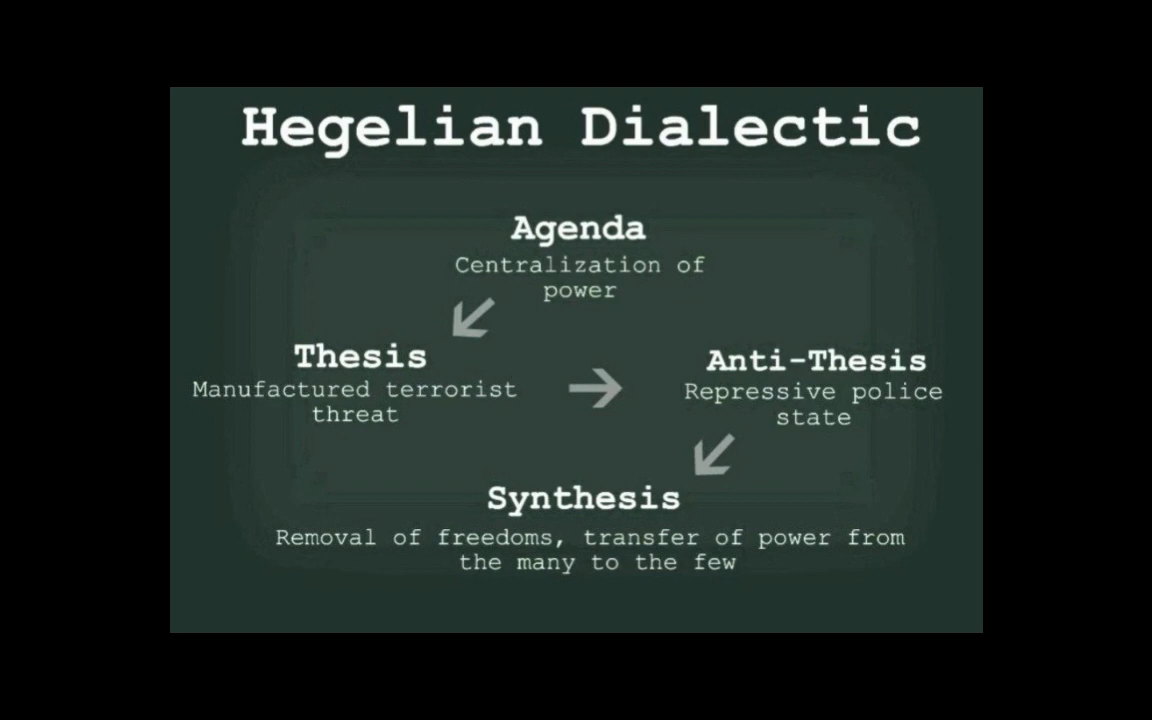 Hegelian Dialectic
Agenda
Centralization of
power
Thesis
Manufactured terrorist
threat
Anti-Thesis
Repressive police
state
Synthesis
Removal of freedoms, transfer of power from
the many to the few